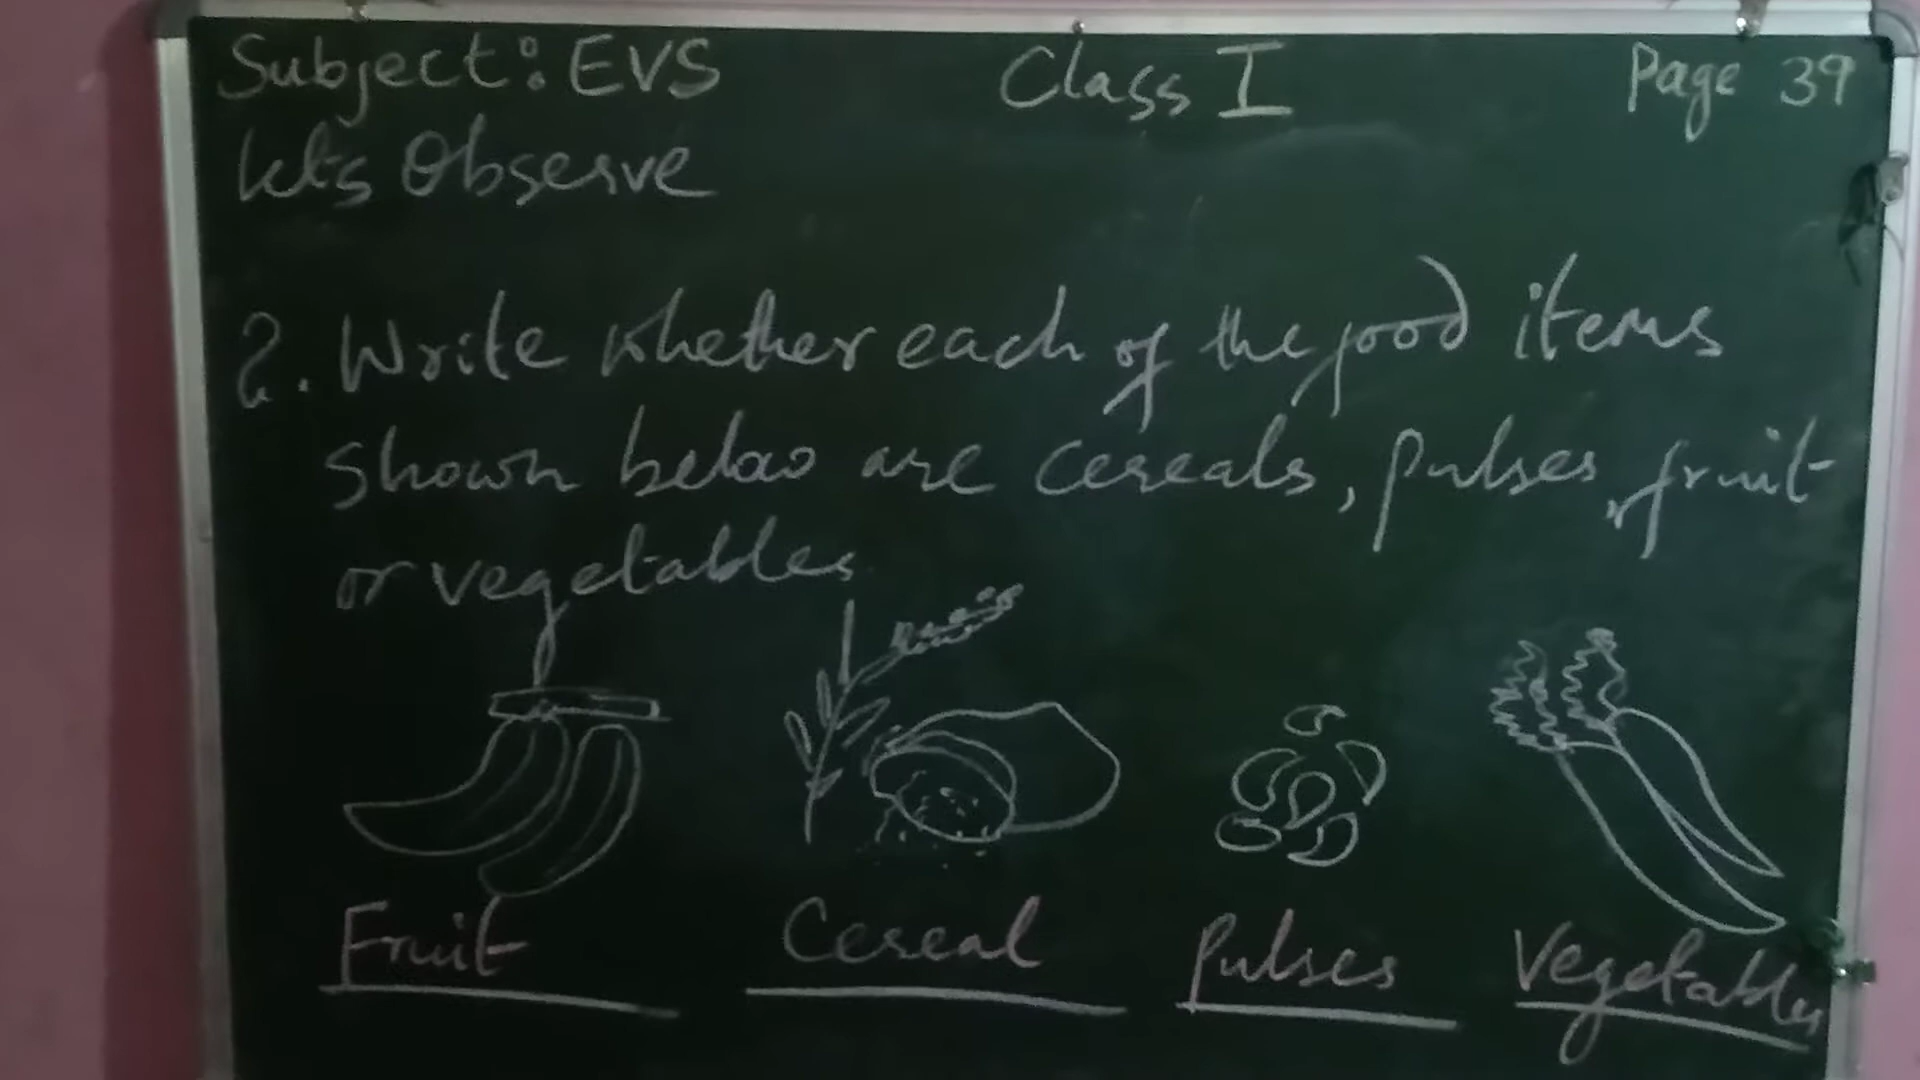 Subject: EVS Class I Page 39
Let's Observe
2. Write whether each of the food items
shown below are cereals, pulses, fruit
or vegetables
Fruit Cereal Pulses Vegetables